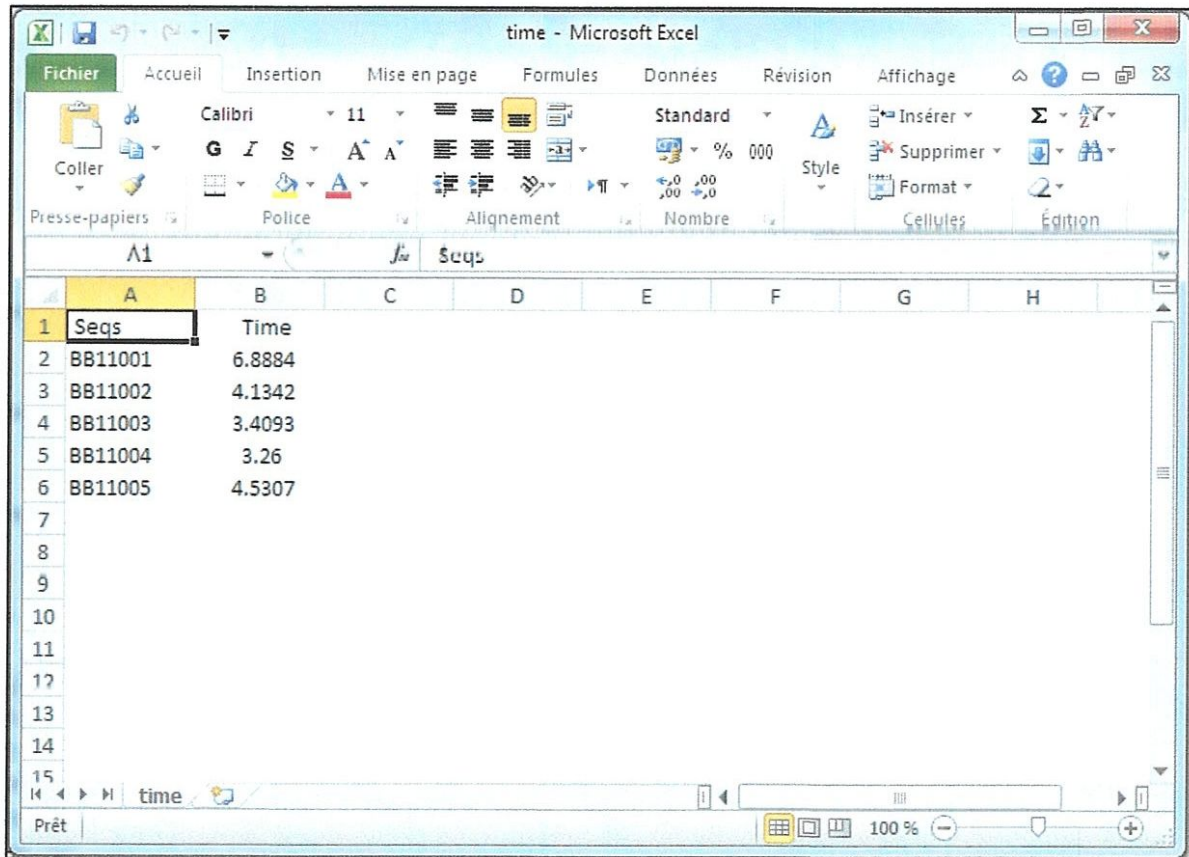 time - Microsoft Excel
Fichier Accueil Insertion Mise en page Formules Données Révision Affichage
Coller
Calibri 11
G I S
Standard
% 000
Style
Insérer
Supprimer
Format
Presse-papiers Police Alignement Nombre Cellules Édition
A1 Seqs
A B C D E F G H
1 Seqs Time
2 BB11001 6.8884
3 BB11002 4.1342
4 BB11003 3.4093
5 BB11004 3.26
6 BB11005 4.5307
7
8
9
10
11
12
13
14
15
time
Prêt 100 %